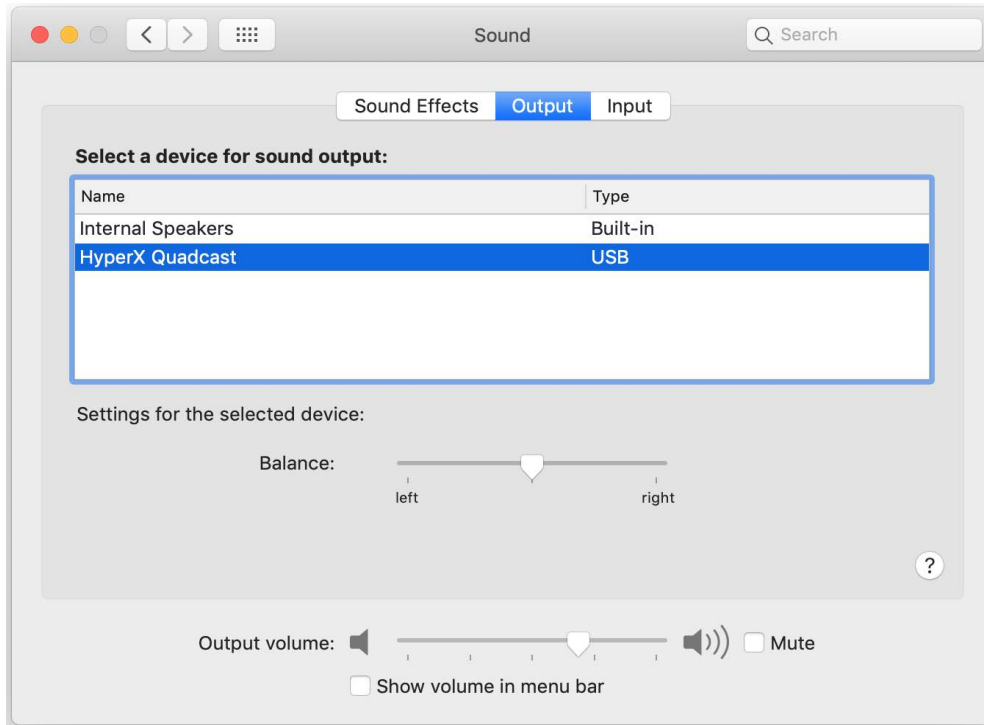 Sound
Search
Sound Effects Output Input
Select a device for sound output:
Name Type
Internal Speakers Built-in
HyperX Quadcast USB
Settings for the selected device:
Balance:
left right
?
Output volume: Mute
Show volume in menu bar